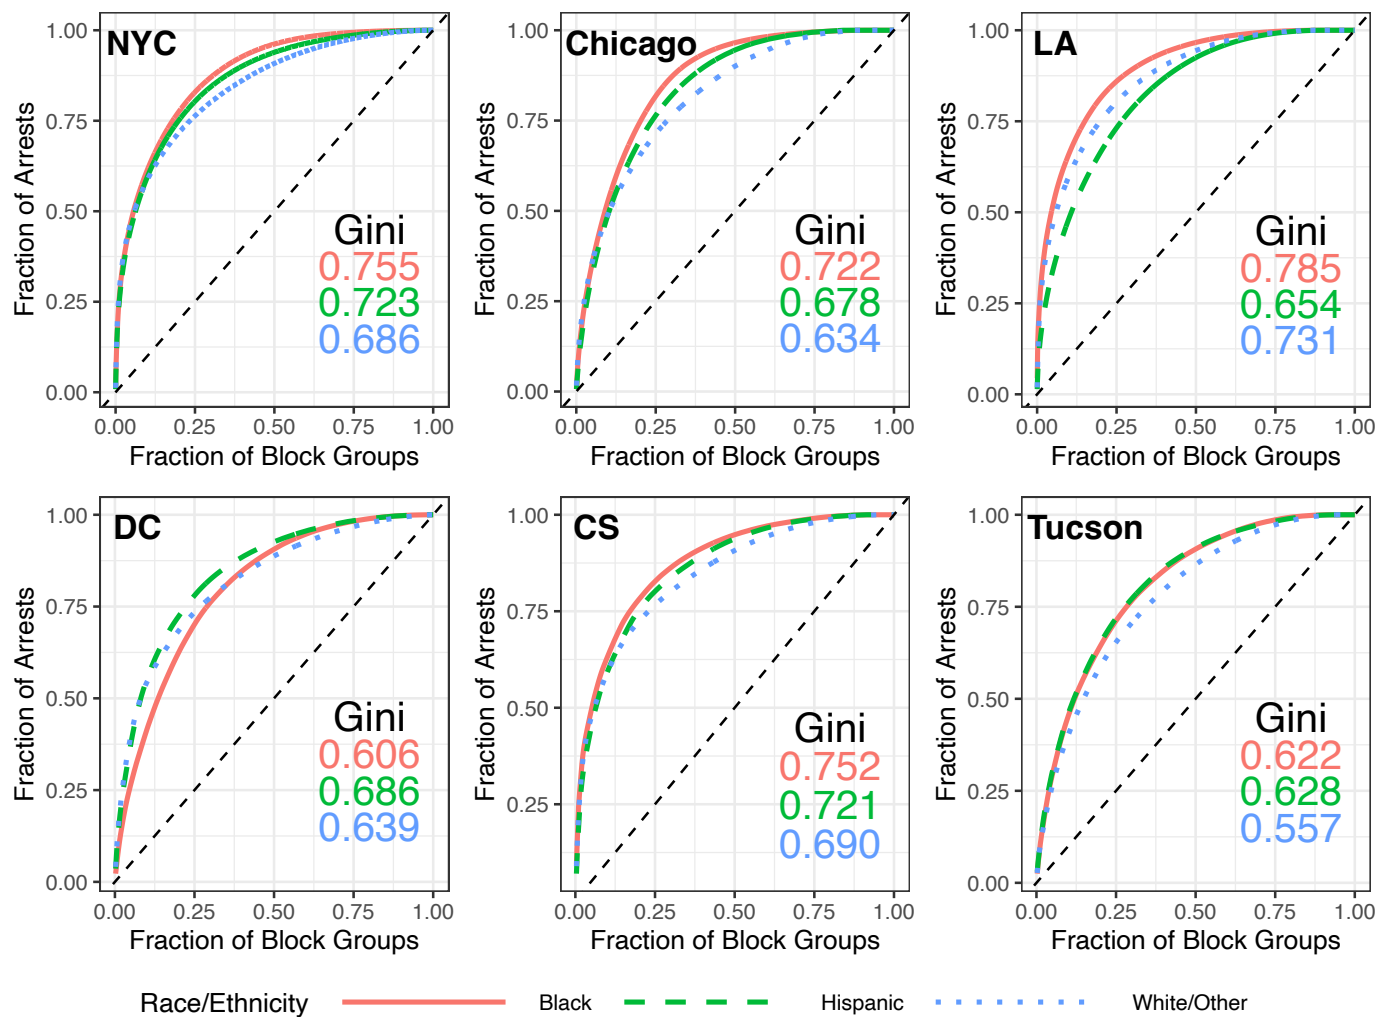 NYC
Fraction of Arrests
1.00
0.75
0.50
0.25
0.00
Gini
0.755
0.723
0.686
0.00 0.25 0.50 0.75 1.00
Fraction of Block Groups
Chicago
Fraction of Arrests
1.00
0.75
0.50
0.25
0.00
Gini
0.722
0.678
0.634
0.00 0.25 0.50 0.75 1.00
Fraction of Block Groups
LA
Fraction of Arrests
1.00
0.75
0.50
0.25
0.00
Gini
0.785
0.654
0.731
0.00 0.25 0.50 0.75 1.00
Fraction of Block Groups
DC
Fraction of Arrests
1.00
0.75
0.50
0.25
0.00
Gini
0.606
0.686
0.639
0.00 0.25 0.50 0.75 1.00
Fraction of Block Groups
CS
Fraction of Arrests
1.00
0.75
0.50
0.25
Gini
0.752
0.721
0.690
0.00 0.25 0.50 0.75 1.00
Fraction of Block Groups
Tucson
Fraction of Arrests
1.00
0.75
0.50
0.25
0.00
Gini
0.622
0.628
0.557
0.00 0.25 0.50 0.75 1.00
Fraction of Block Groups
Race/Ethnicity Black Hispanic White/Other